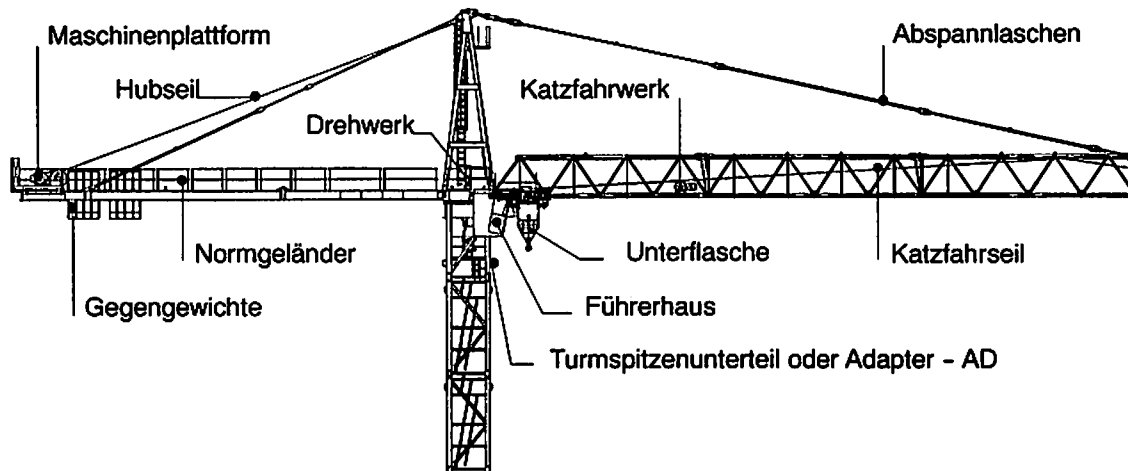 Maschinenplattform
Abspannlaschen
Hubseil
Katzfahrwerk
Drehwerk
Normgeländer
Unterflasche
Katzfahrseil
Gegengewichte
Führerhaus
Turmspitzenunterteil oder Adapter - AD